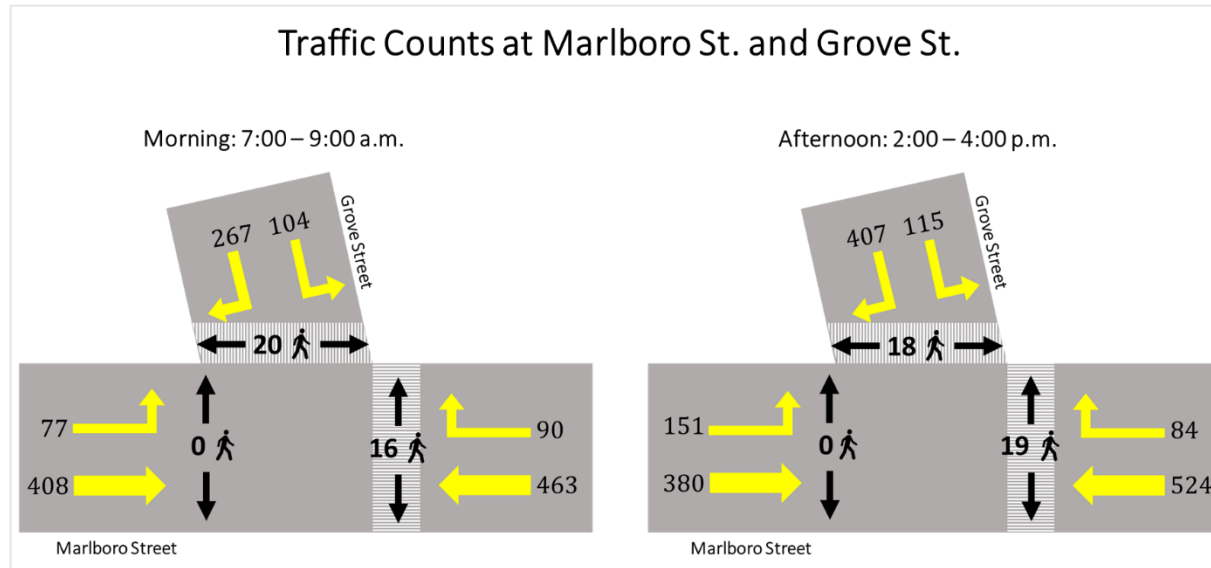 Traffic Counts at Marlboro St. and Grove St.
Morning: 7:00 – 9:00 a.m.
267 104
Grove Street
20
77
0
16
90
408
463
Marlboro Street
Afternoon: 2:00 – 4:00 p.m.
407 115
Grove Street
18
151
0
19
84
380
524
Marlboro Street